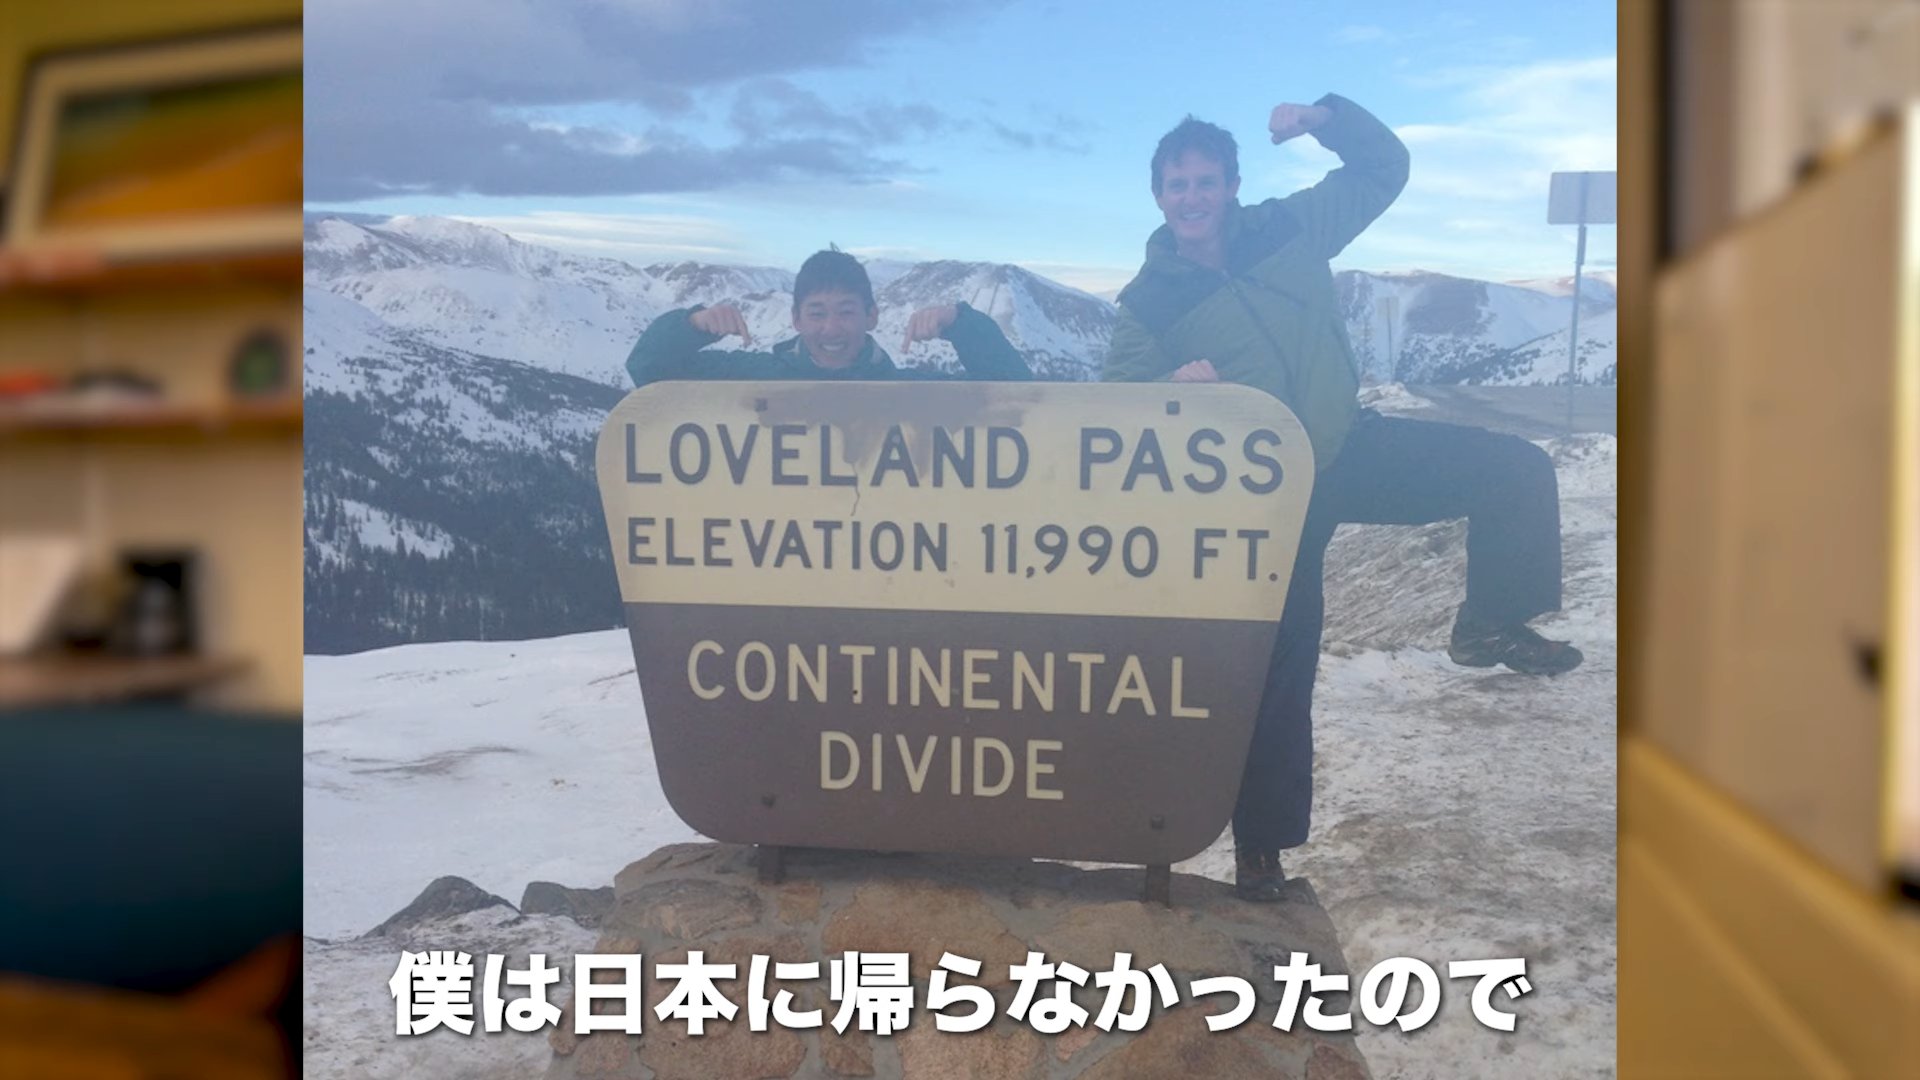 LOVELAND PASS
ELEVATION 11,990 FT.
CONTINENTAL
DIVIDE
僕は日本に帰らなかったので